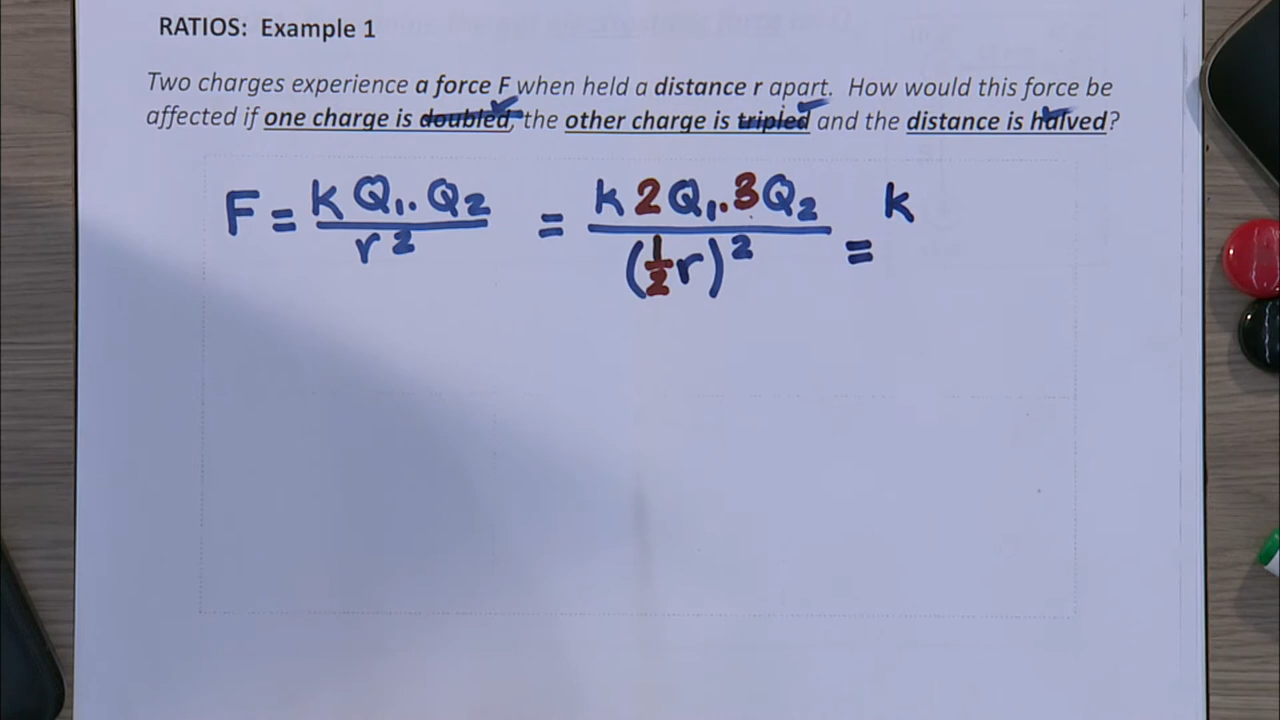 RATIOS: Example 1
Two charges experience a force F when held a distance r apart. How would this force be
affected if one charge is doubled, the other charge is tripled and the distance is halved?
F = kQ₁.Q₂ / r² = k2Q₁.3Q₂ / (½r)² = k